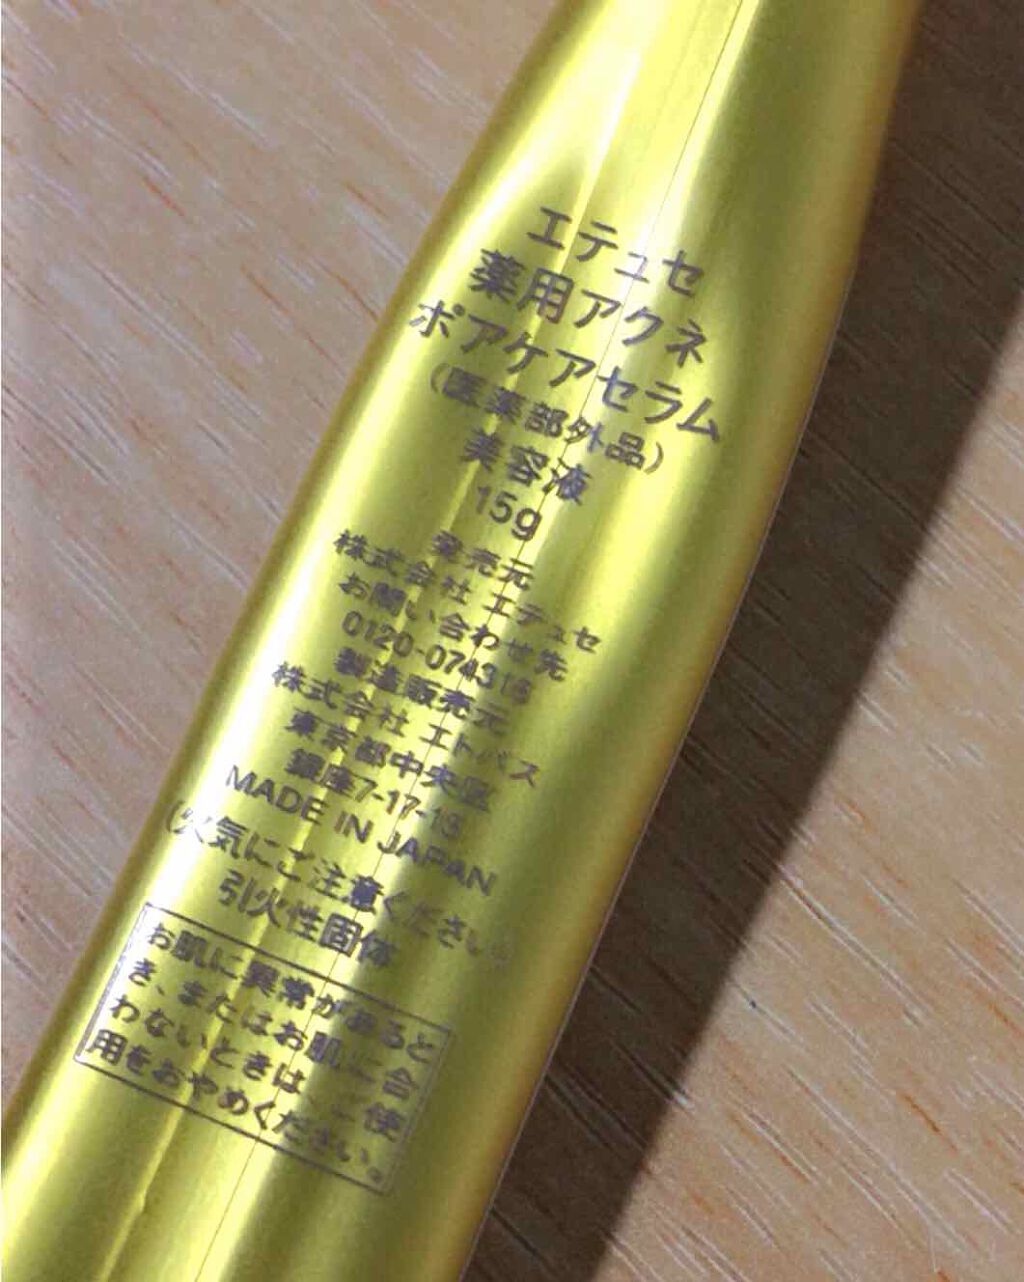 エテュセ
薬用アクネ
ポアケアセラム
(医薬部外品)
美容液
15g
発売元
株式会社 エテュセ
お問い合わせ先
0120-074316
製造販売元
株式会社 エトバス
東京都中央区
銀座7-17-13
MADE IN JAPAN
(火気にご注意ください)
引火性固体
お肌に異常があると
き、またはお肌に合
わないときはご使
用をおやめください。